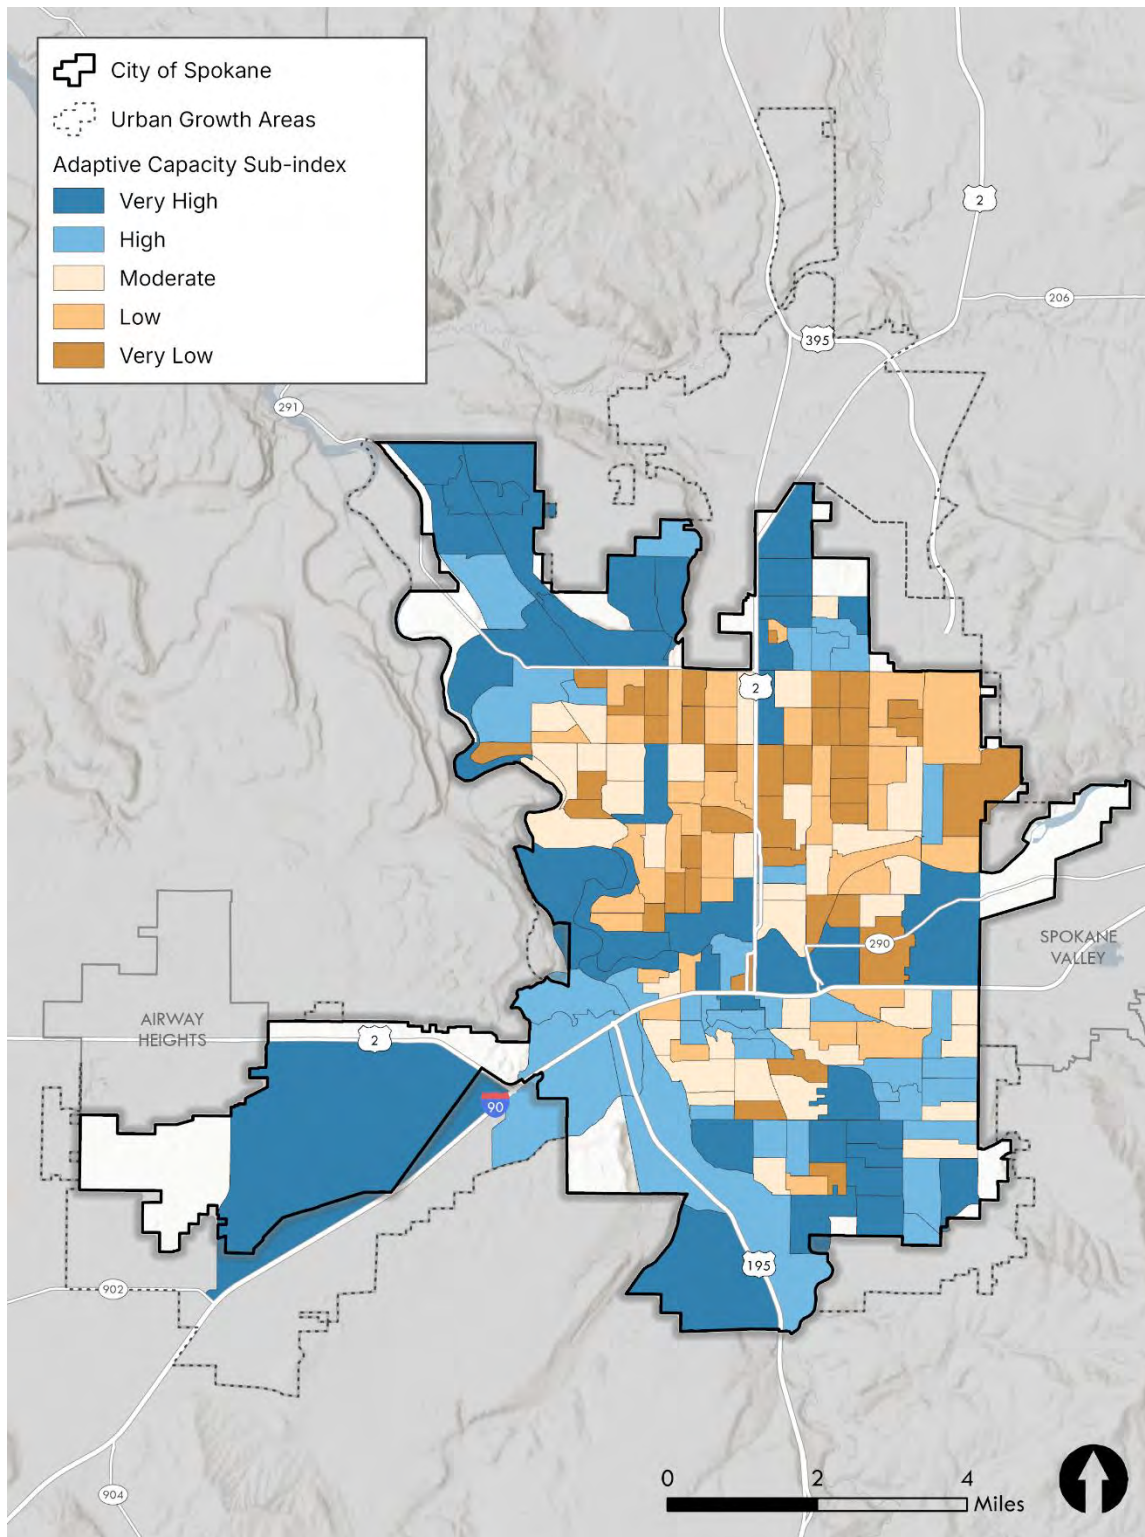 City of Spokane
Urban Growth Areas
Adaptive Capacity Sub-index
Very High
High
Moderate
Low
Very Low
2
206
395
291
2
290
SPOKANE
VALLEY
AIRWAY
HEIGHTS
2
90
195
902
904
0 2 4
Miles